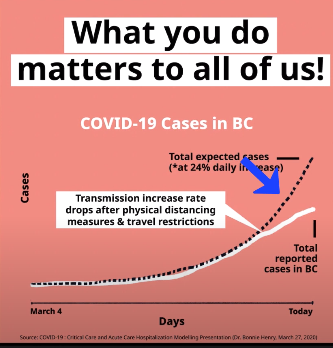 What you do
matters to all of us!
COVID-19 Cases in BC
Total expected cases
(*at 24% daily increase)
Cases
Transmission increase rate
drops after physical distancing
measures & travel restrictions
Total
reported
cases in BC
March 4
Today
Days
Source: COVID-19: Critical Care and Acute Care Hospitalization Modelling Presentation (Dr. Bonnie Henry, March 27, 2020)